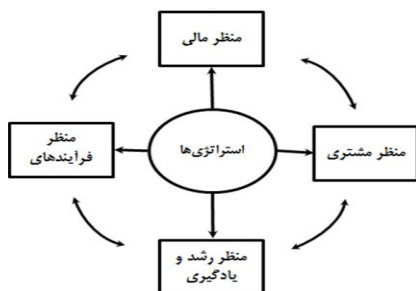 منظر مالی
منظر
فرآیندهای
استراتژی‌ها
منظر مشتری
منظر رشد و
یادگیری